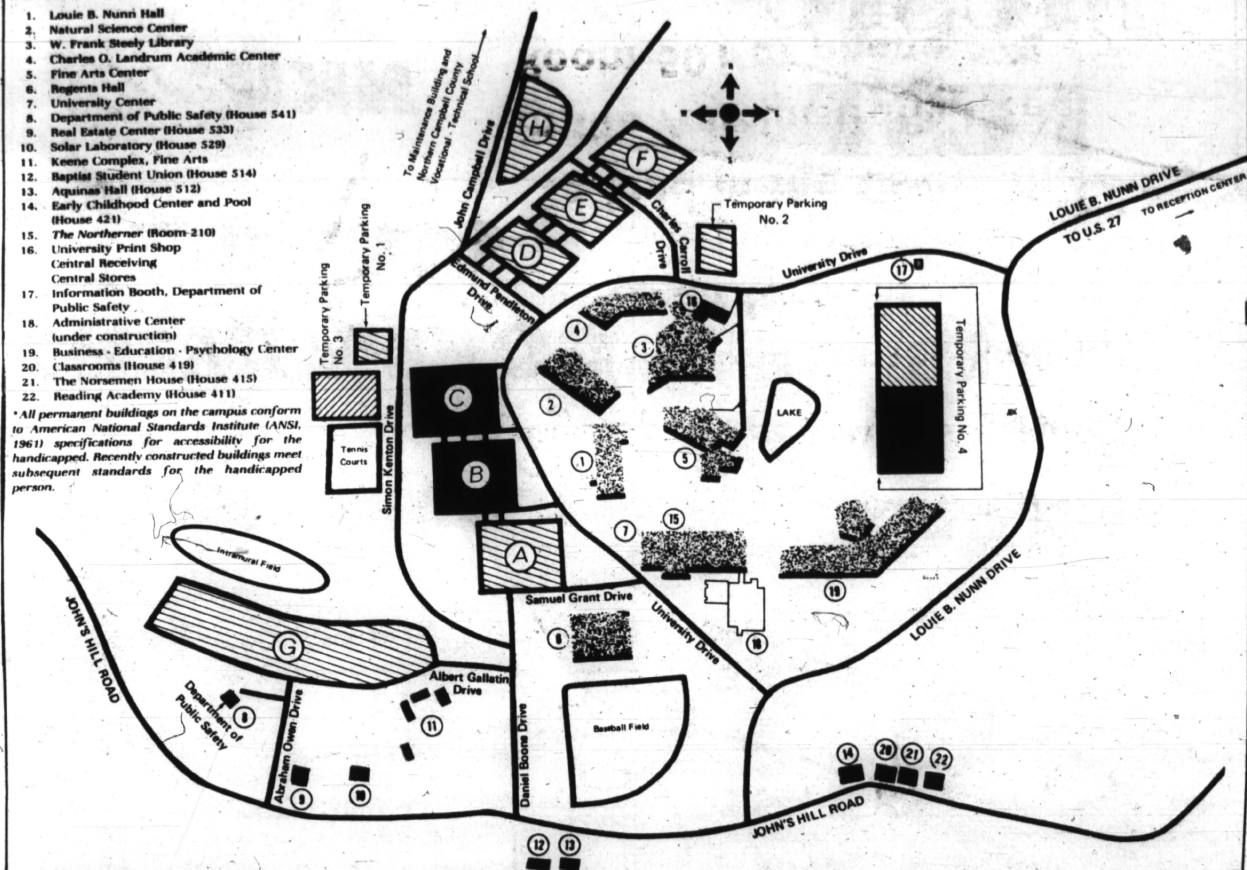 1. Louie B. Nunn Hall
2. Natural Science Center
3. W. Frank Steely Library
4. Charles O. Landrum Academic Center
5. Fine Arts Center
6. Regents Hall
7. University Center
8. Department of Public Safety (House 541)
9. Real Estate Center (House 533)
10. Solar Laboratory (House 529)
11. Keene Complex, Fine Arts
12. Baptist Student Union (House 514)
13. Aquinas Hall (House 512)
14. Early Childhood Center and Pool
(House 421)
15. The Northerner (Room 210)
16. University Print Shop
Central Receiving
Central Stores
17. Information Booth, Department of
Public Safety
18. Administrative Center
(under construction)
19. Business - Education - Psychology Center
20. Classrooms (House 419)
21. The Norsemen House (House 415)
22. Reading Academy (House 411)
*All permanent buildings on the campus conform
to American National Standards Institute (ANSI,
1961) specifications for accessibility for the
handicapped. Recently constructed buildings meet
subsequent standards for the handicapped
person.
To Maintenance Building and
Northern Campbell County
Vocational Technical School
John Campbell Drive
H
F
E
D
Charles Carroll
Drive
Edmund Pendleton
Drive
Temporary Parking
No. 2
Temporary Parking
No. 1
Temporary Parking
No. 3
LOUIE B. NUNN DRIVE
TO U.S. 27
TO RECEPTION CENTER
University Drive
17
Temporary Parking No. 4
16
4
3
2
LAKE
1
5
C
B
A
Tennis
Courts
Simon Kenton Drive
7
15
19
18
LOUIE B. NUNN DRIVE
Intramural Field
G
Samuel Grant Drive
University Drive
6
Albert Gallatin
Drive
JOHN'S HILL ROAD
Department of
Public Safety
8
Abraham Owen Drive
11
9
10
Daniel Boone Drive
Baseball Field
14
20
21
22
JOHN'S HILL ROAD
12
13